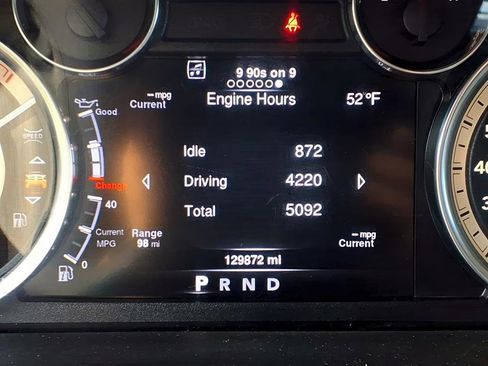 9 90s on 9
-- mpg
Current
Engine Hours
52°F
Good
Idle 872
SPEED
Driving 4220
Change
Total 5092
40
Current
MPG
Range
98 mi
-- mpg
Current
0
129872 mi
P R N D